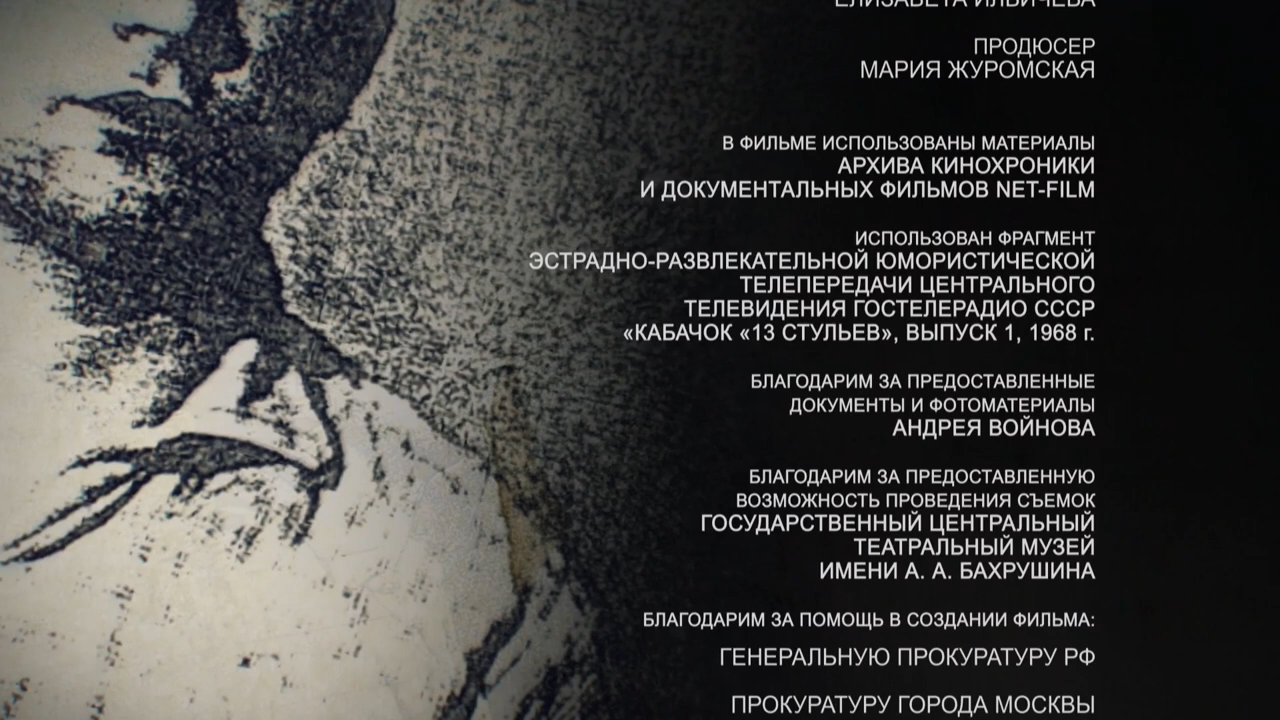 ЕЛИЗАВЕТА ИЛЬИЧЕВА
ПРОДЮСЕР
МАРИЯ ЖУРОМСКАЯ
В ФИЛЬМЕ ИСПОЛЬЗОВАНЫ МАТЕРИАЛЫ
АРХИВА КИНОХРОНИКИ
И ДОКУМЕНТАЛЬНЫХ ФИЛЬМОВ NET-FILM
ИСПОЛЬЗОВАН ФРАГМЕНТ
ЭСТРАДНО-РАЗВЛЕКАТЕЛЬНОЙ ЮМОРИСТИЧЕСКОЙ
ТЕЛЕПЕРЕДАЧИ ЦЕНТРАЛЬНОГО
ТЕЛЕВИДЕНИЯ ГОСТЕЛЕРАДИО СССР
«КАБАЧОК «13 СТУЛЬЕВ», ВЫПУСК 1, 1968 г.
БЛАГОДАРИМ ЗА ПРЕДОСТАВЛЕННЫЕ
ДОКУМЕНТЫ И ФОТОМАТЕРИАЛЫ
АНДРЕЯ ВОЙНОВА
БЛАГОДАРИМ ЗА ПРЕДОСТАВЛЕННУЮ
ВОЗМОЖНОСТЬ ПРОВЕДЕНИЯ СЪЕМОК
ГОСУДАРСТВЕННЫЙ ЦЕНТРАЛЬНЫЙ
ТЕАТРАЛЬНЫЙ МУЗЕЙ
ИМЕНИ А. А. БАХРУШИНА
БЛАГОДАРИМ ЗА ПОМОЩЬ В СОЗДАНИИ ФИЛЬМА:
ГЕНЕРАЛЬНУЮ ПРОКУРАТУРУ РФ
ПРОКУРАТУРУ ГОРОДА МОСКВЫ